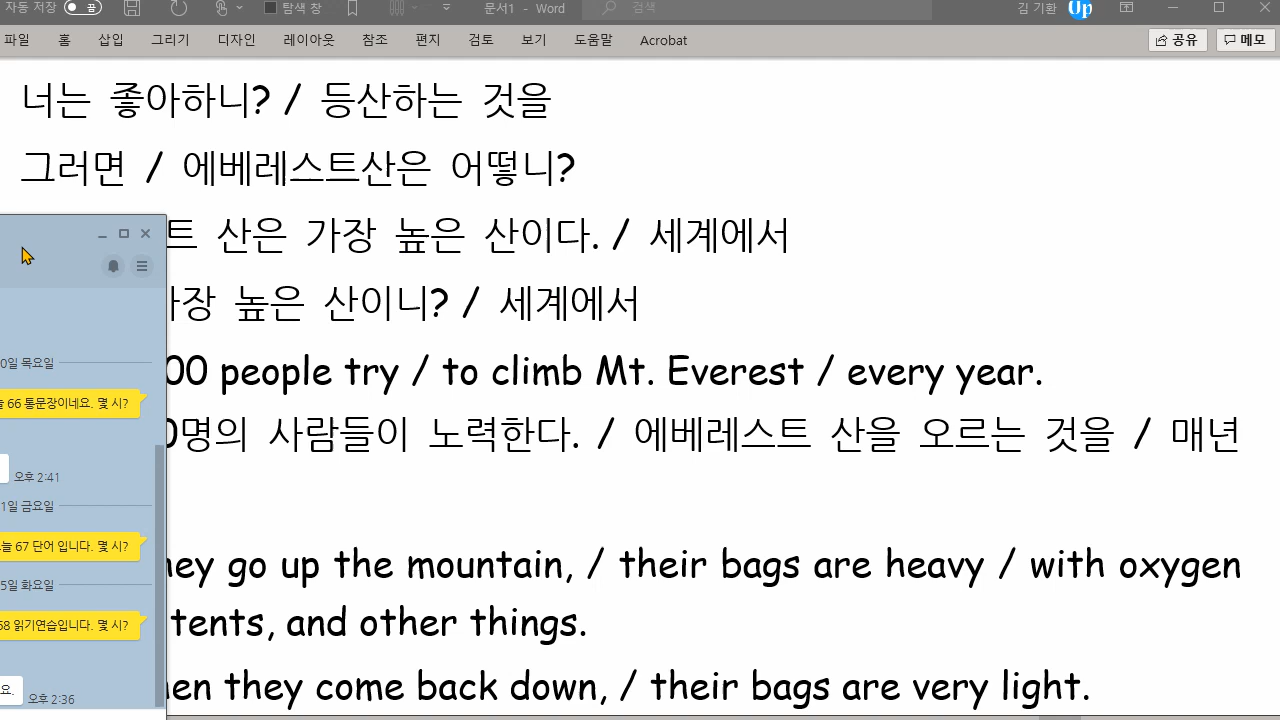 자동 저장 끔 탐색 창 문서1 - Word 검색 김 기환 Up
파일 홈 삽입 그리기 디자인 레이아웃 참조 편지 검토 보기 도움말 Acrobat 공유 메모
너는 좋아하니? / 등산하는 것을
그러면 / 에베레스트산은 어떻니?
트 산은 가장 높은 산이다. / 세계에서
높은 산이니? / 세계에서
00 people try / to climb Mt. Everest / every year.
0명의 사람들이 노력한다. / 에베레스트 산을 오르는 것을 / 매년
go up the mountain, / their bags are heavy / with oxygen
tents, and other things.
they come back down, / their bags are very light.
0일 목요일
66 통문장이네요. 몇 시?
오후 2:41
1일 금요일
67 단어 입니다. 몇 시?
5일 화요일
68 읽기연습입니다. 몇 시?
요.
오후 2:36